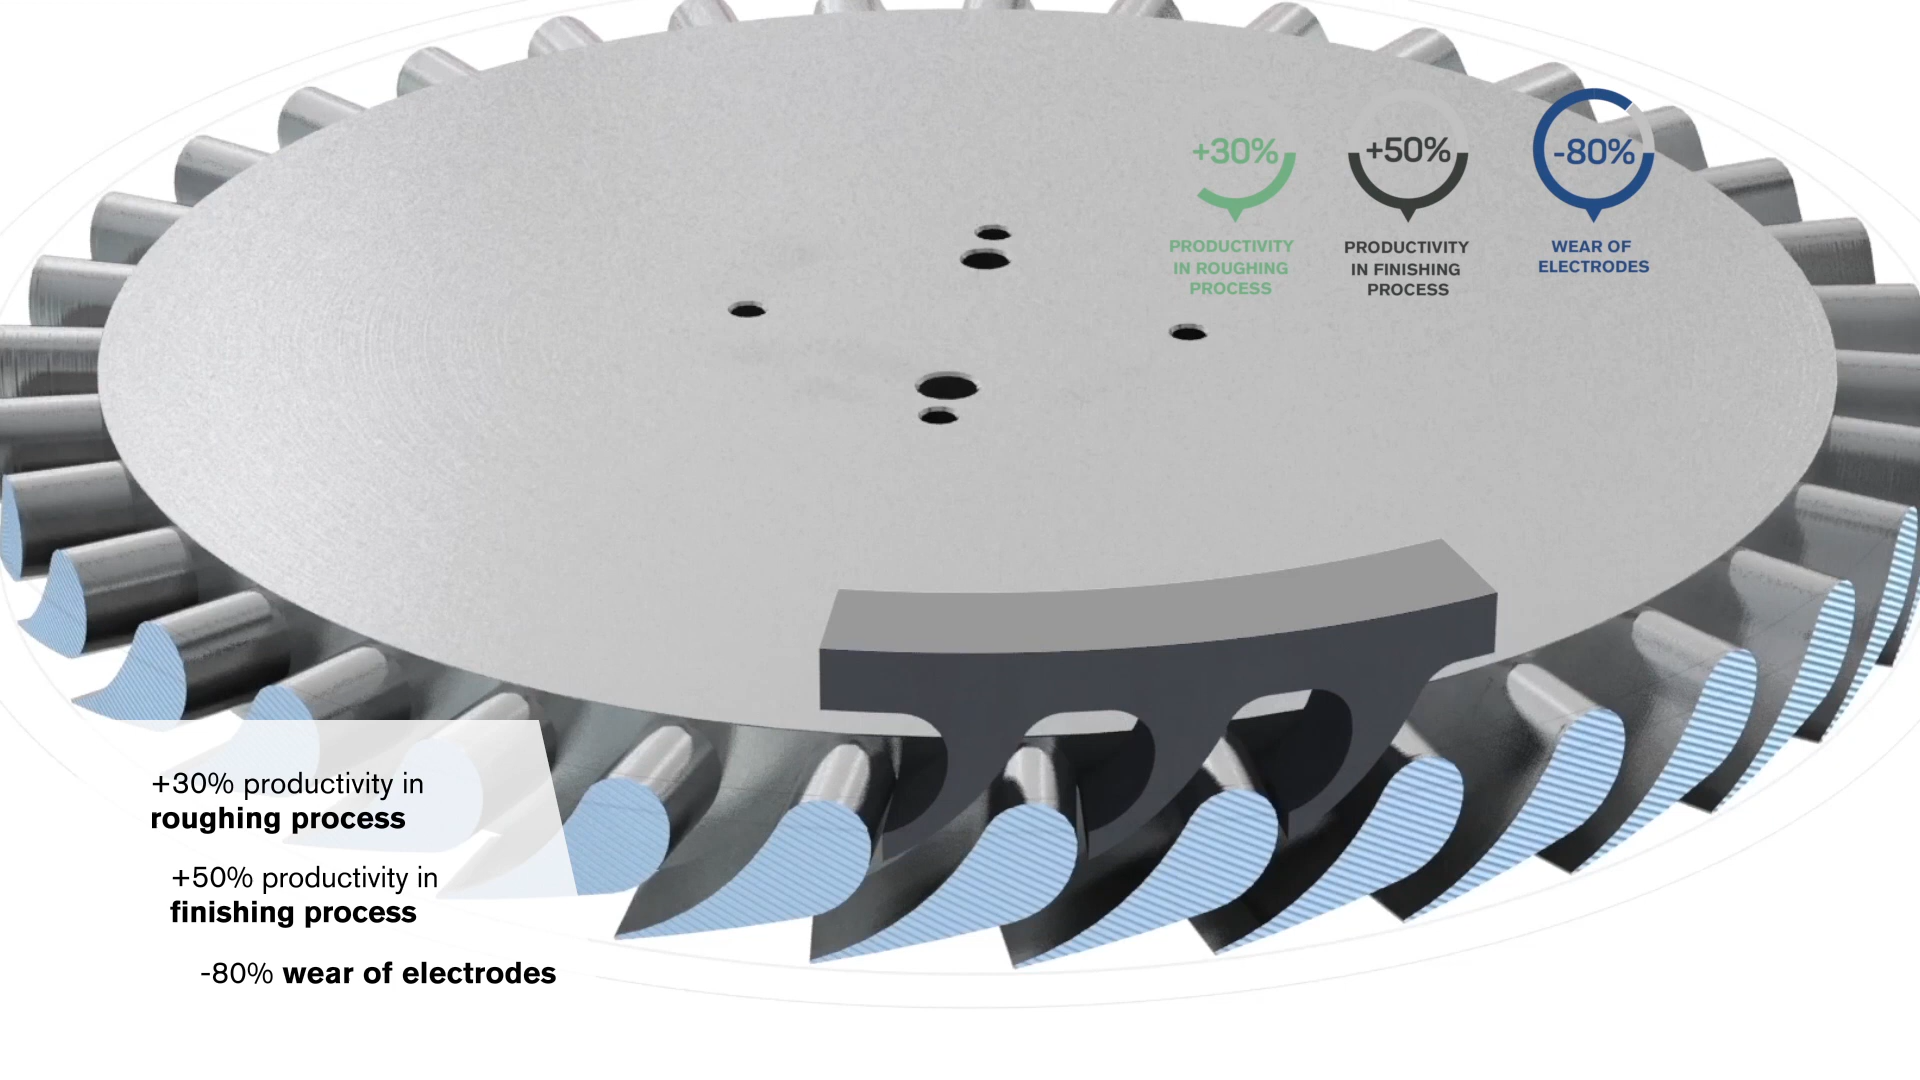 +30%
PRODUCTIVITY
IN ROUGHING
PROCESS
+50%
PRODUCTIVITY
IN FINISHING
PROCESS
-80%
WEAR OF
ELECTRODES
+30% productivity in
roughing process
+50% productivity in
finishing process
-80% wear of electrodes